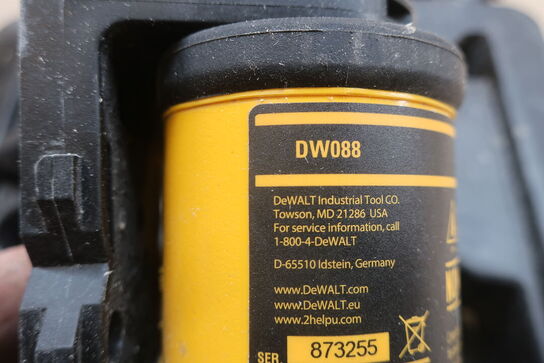 DW088
DeWALT Industrial Tool CO.
Towson, MD 21286 USA
For service information, call
1-800-4-DeWALT
D-65510 Idstein, Germany
www.DeWALT.com
www.DeWALT.eu
www.2helpu.com
SER 873255